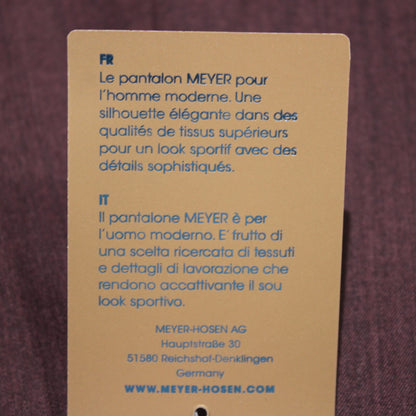 FR
Le pantalon MEYER pour
l'homme moderne. Une
silhouette élégante dans des
qualités de tissus supérieurs
pour un look sportif avec des
détails sophistiqués.
IT
Il pantalone MEYER è per
l'uomo moderno. E' frutto di
una scelta ricercata di tessuti
e dettagli di lavorazione che
rendono accattivante il sou
look sportivo.
MEYER-HOSEN AG
Hauptstraße 30
51580 Reichshof-Denklingen
Germany
WWW.MEYER-HOSEN.COM